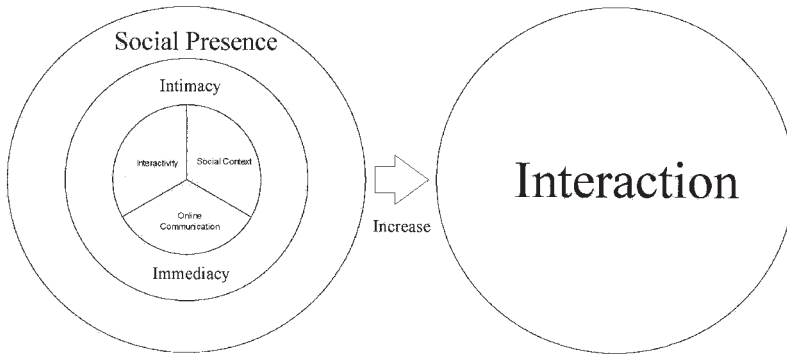 Social Presence
Intimacy
Interactivity
Social Context
Online
Communication
Immediacy
Increase
Interaction